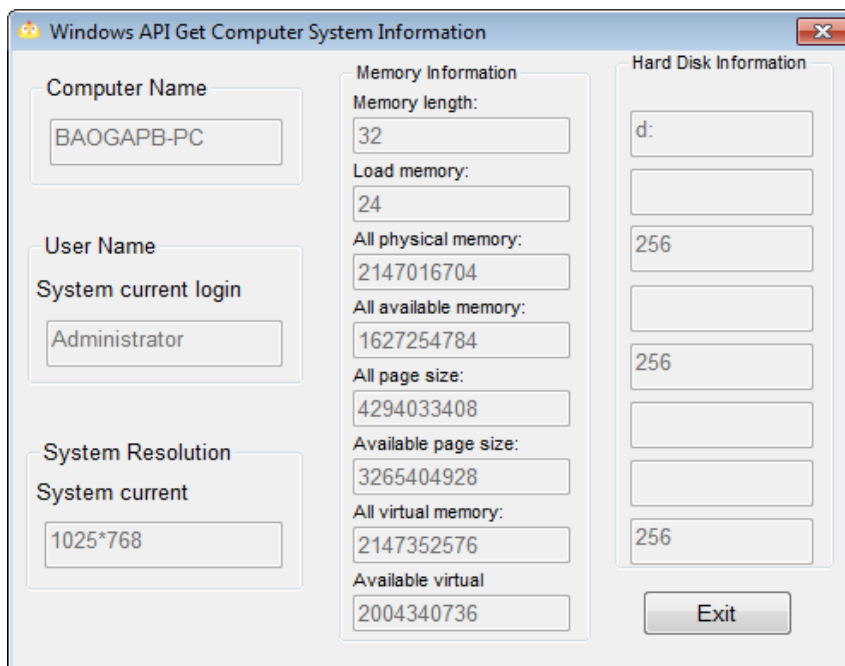 Windows API Get Computer System Information
Computer Name
BAOGAPB-PC
User Name
System current login
Administrator
System Resolution
System current
1025*768
Memory Information
Memory length:
32
Load memory:
24
All physical memory:
2147016704
All available memory:
1627254784
All page size:
4294033408
Available page size:
3265404928
All virtual memory:
2147352576
Available virtual
2004340736
Hard Disk Information
d:
256
256
256
Exit